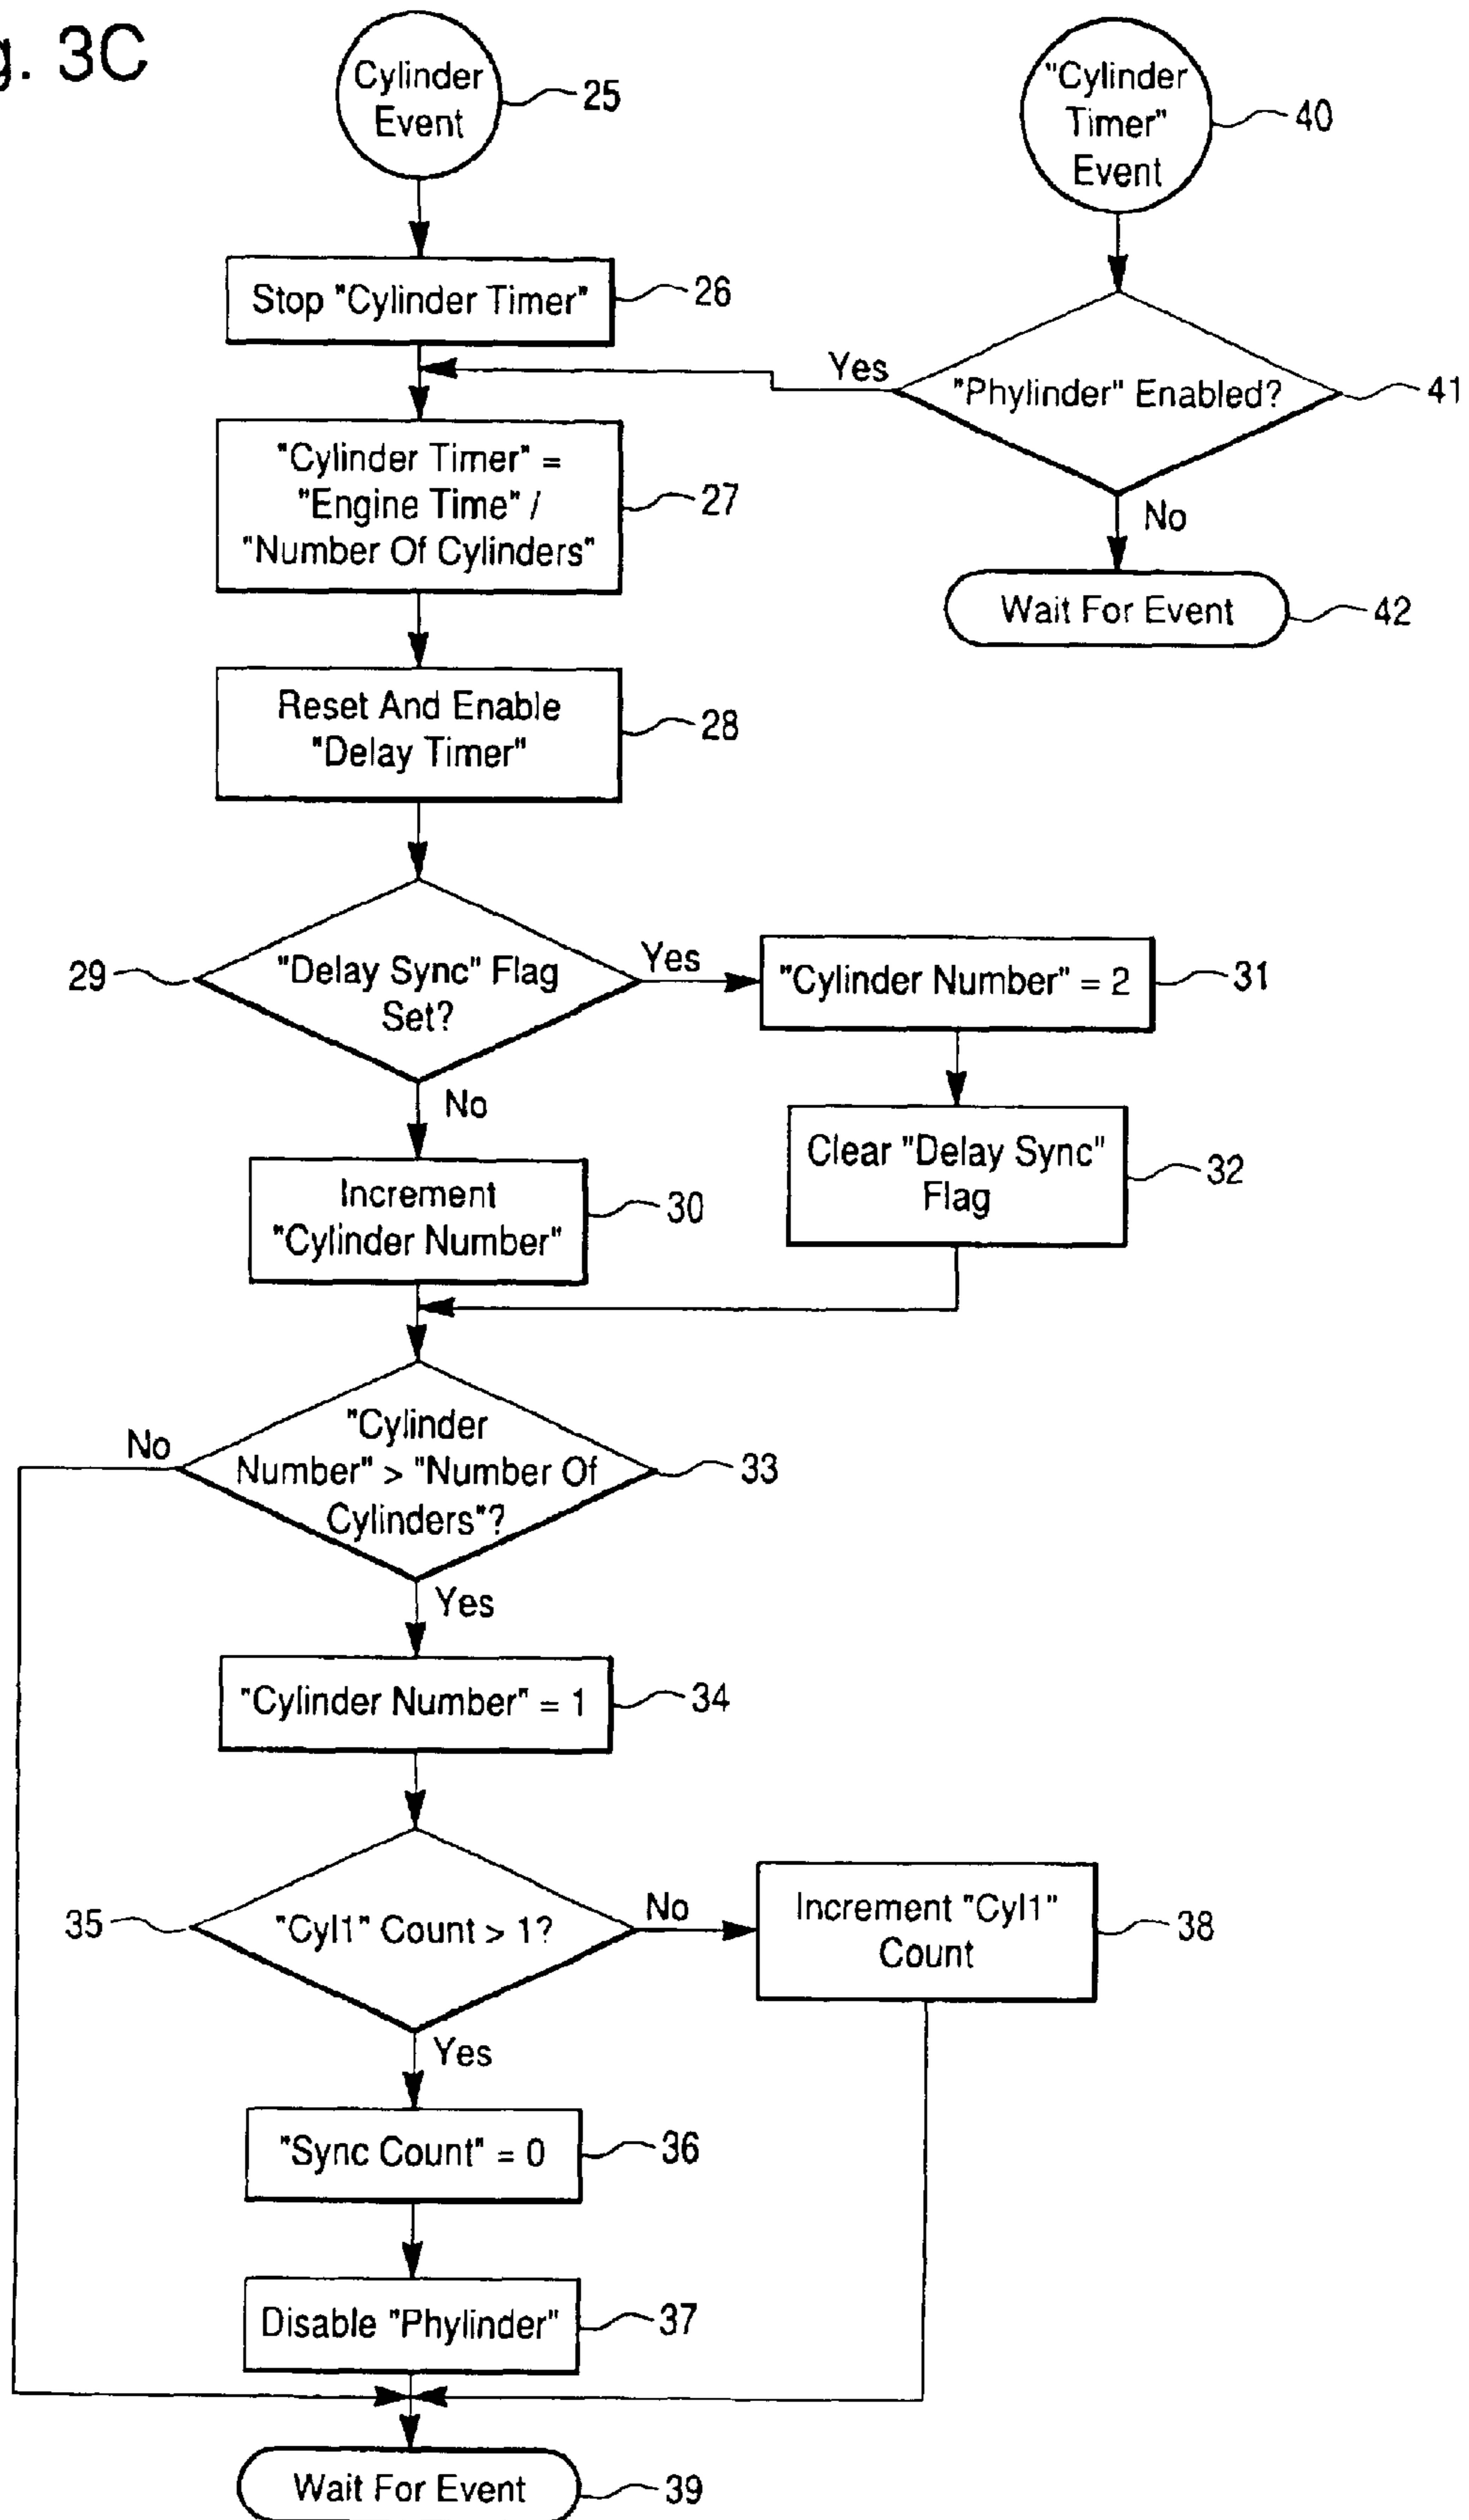 g. 3C
Cylinder
Event
25
"Cylinder
Timer"
Event
40
Stop "Cylinder Timer"
26
Yes
"Phylinder" Enabled?
41
"Cylinder Timer" =
"Engine Time" /
"Number Of Cylinders"
27
No
Wait For Event
42
Reset And Enable
"Delay Timer"
28
29
"Delay Sync" Flag
Set?
Yes
"Cylinder Number" = 2
31
No
Clear "Delay Sync"
Flag
32
Increment
"Cylinder Number"
30
No
"Cylinder
Number" > "Number Of
Cylinders"?
33
Yes
"Cylinder Number" = 1
34
35
"Cyl1" Count > 1?
No
Increment "Cyl1"
Count
38
Yes
"Sync Count" = 0
36
Disable "Phylinder"
37
Wait For Event
39